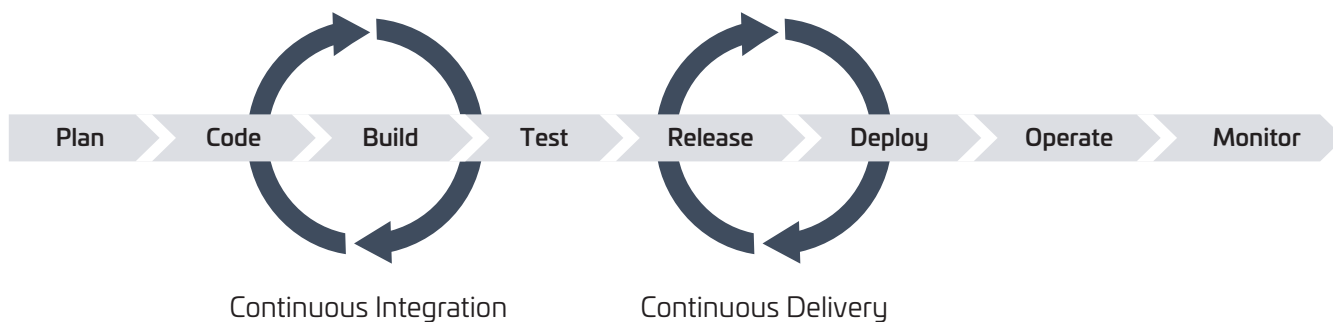 Plan Code Build Test Release Deploy Operate Monitor
Continuous Integration Continuous Delivery